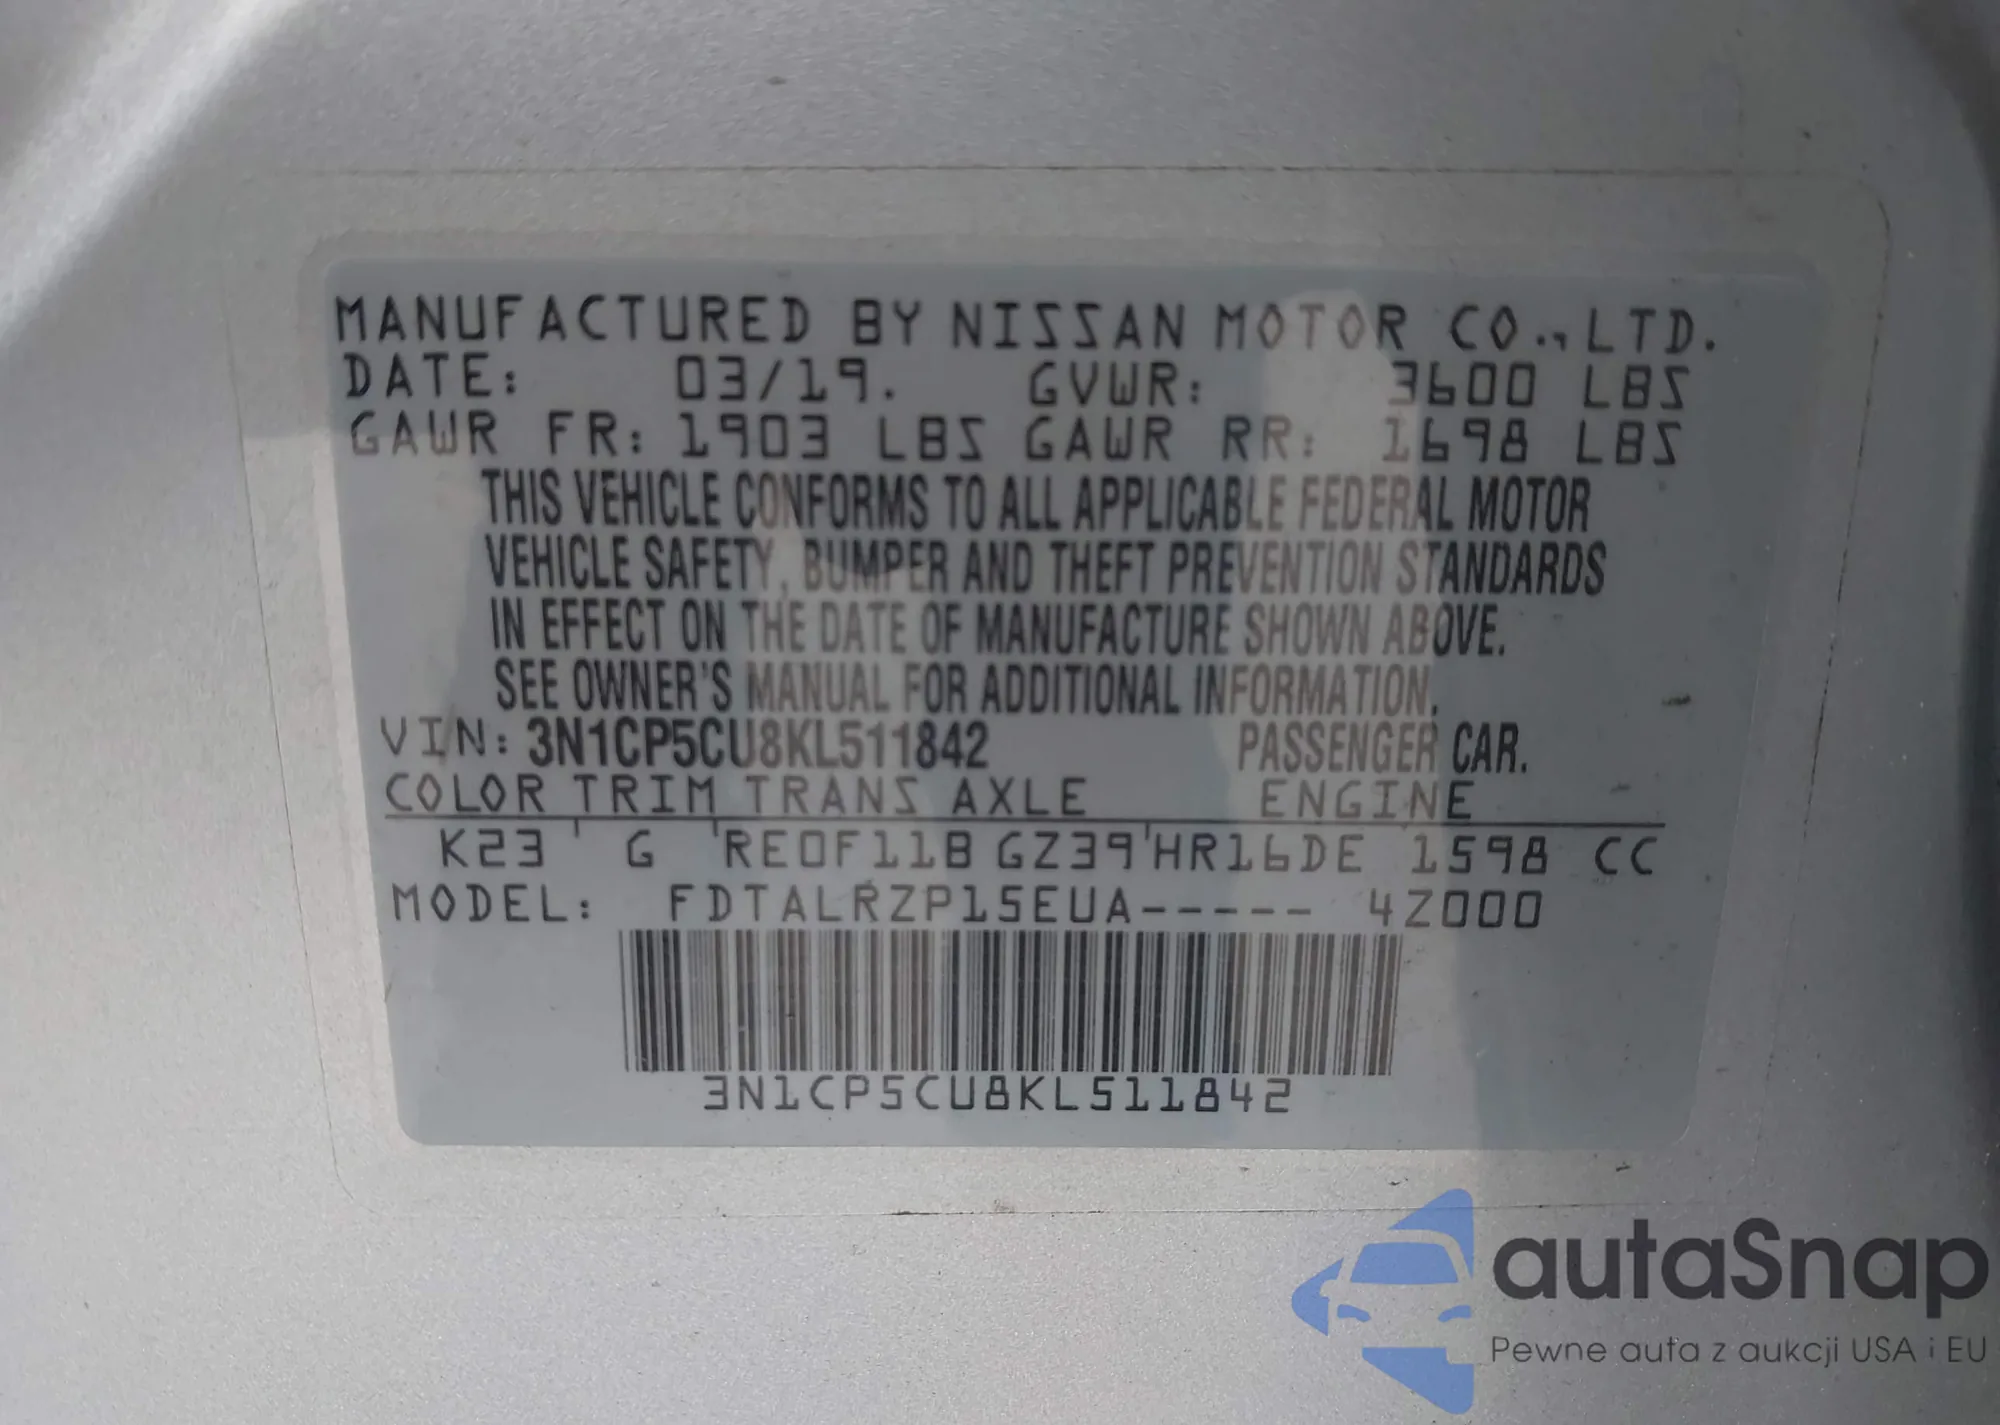 MANUFACTURED BY NISSAN MOTOR CO., LTD.
DATE: 03/19. GVWR: 3600 LBS
GAWR FR: 1903 LBS GAWR RR: 1698 LBS
THIS VEHICLE CONFORMS TO ALL APPLICABLE FEDERAL MOTOR
VEHICLE SAFETY, BUMPER AND THEFT PREVENTION STANDARDS
IN EFFECT ON THE DATE OF MANUFACTURE SHOWN ABOVE.
SEE OWNER'S MANUAL FOR ADDITIONAL INFORMATION.
VIN: 3N1CP5CU8KL511842 PASSENGER CAR.
COLOR TRIM TRANS AXLE ENGINE
K23 G RE0F11B GZ39 HR16DE 1598 CC
MODEL: FDTALRZP15EUA----- 4Z000
3N1CP5CU8KL511842
autaSnap
Pewne auta z aukcji USA i EU